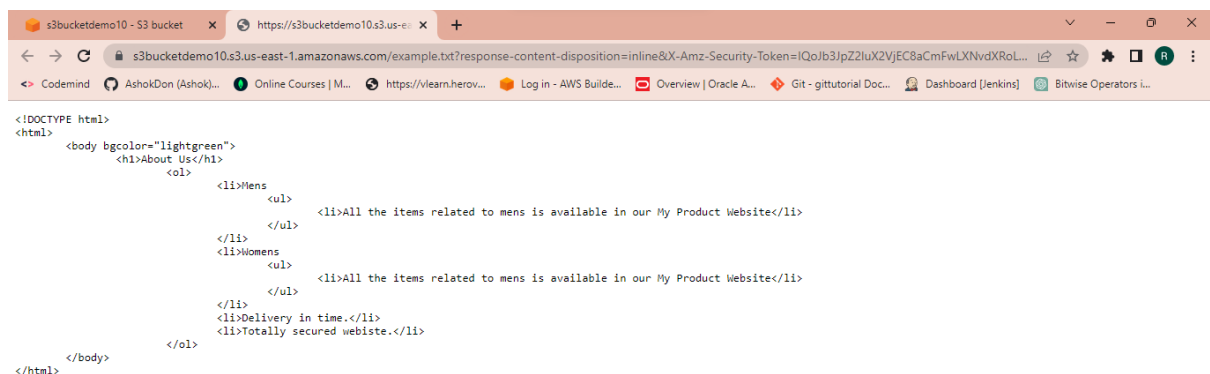 s3bucketdemo10 - S3 bucket
https://s3bucketdemo10.s3.us-ea
s3bucketdemo10.s3.us-east-1.amazonaws.com/example.txt?response-content-disposition=inline&X-Amz-Security-Token=IQoJb3JpZ2luX2VjEC8aCmFwLXNvdXRoL...
R
Codemind
AshokDon (Ashok)...
Online Courses | M...
https://vlearn.herov...
Log in - AWS Builde...
Overview | Oracle A...
Git - gittutorial Doc...
Dashboard [Jenkins]
Bitwise Operators i...
<!DOCTYPE html>
<html>
<body bgcolor="lightgreen">
<h1>About Us</h1>
<ol>
<li>Mens
<ul>
<li>All the items related to mens is available in our My Product Website</li>
</ul>
</li>
<li>Womens
<ul>
<li>All the items related to mens is available in our My Product Website</li>
</ul>
</li>
<li>Delivery in time.</li>
<li>Totally secured webiste.</li>
</ol>
</body>
</html>